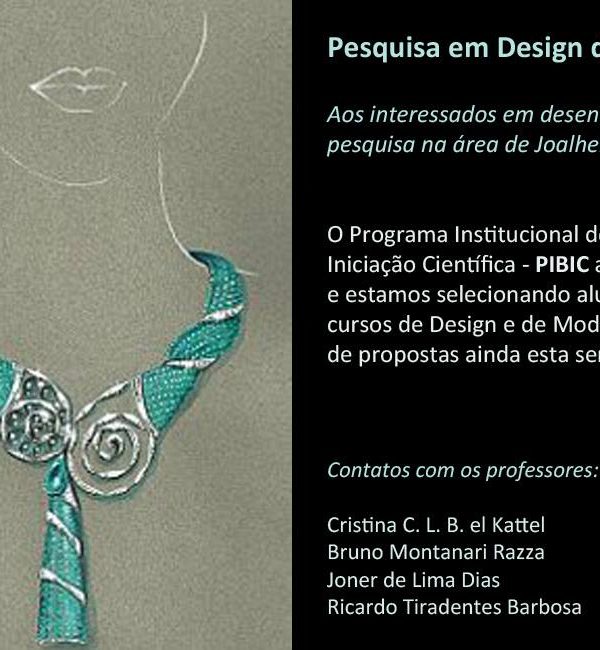 Pesquisa em Design d
Aos interessados em desen
pesquisa na área de Joalhe
O Programa Institucional de
Iniciação Científica - PIBIC a
e estamos selecionando alu
cursos de Design e de Mod
de propostas ainda esta ser
Contatos com os professores:
Cristina C. L. B. el Kattel
Bruno Montanari Razza
Joner de Lima Dias
Ricardo Tiradentes Barbosa